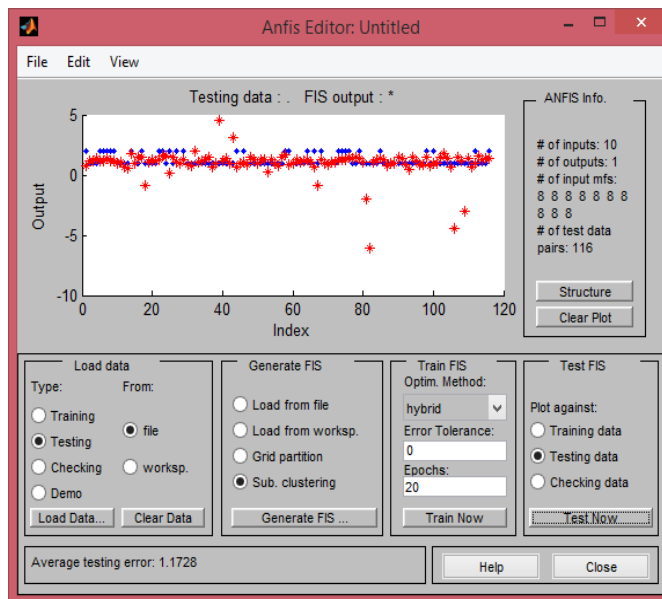 Anfis Editor: Untitled
File Edit View
Testing data : . FIS output : *
5
0
-5
-10
Output
0 20 40 60 80 100 120
Index
ANFIS Info.
# of inputs: 10
# of outputs: 1
# of input mfs:
8 8 8 8 8 8 8
8 8 8
# of test data
pairs: 116
Structure
Clear Plot
Load data
Type: From:
Training
Testing
Checking
Demo
file
worksp.
Load Data... Clear Data
Generate FIS
Load from file
Load from worksp.
Grid partition
Sub. clustering
Generate FIS ...
Train FIS
Optim. Method:
hybrid
Error Tolerance:
0
Epochs:
20
Train Now
Test FIS
Plot against:
Training data
Testing data
Checking data
Test Now
Average testing error: 1.1728
Help Close